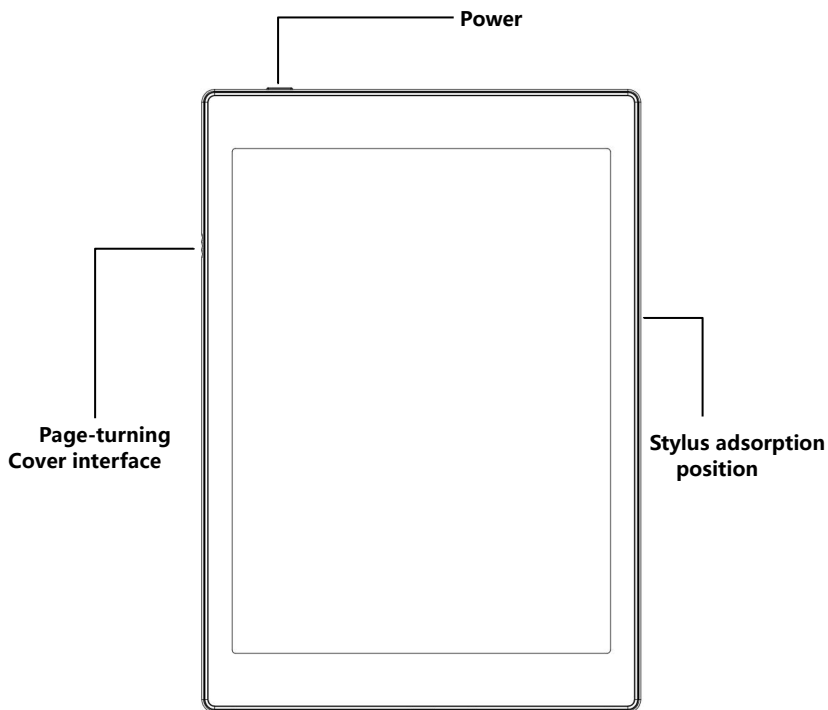 Power
Page-turning
Cover interface
Stylus adsorption
position